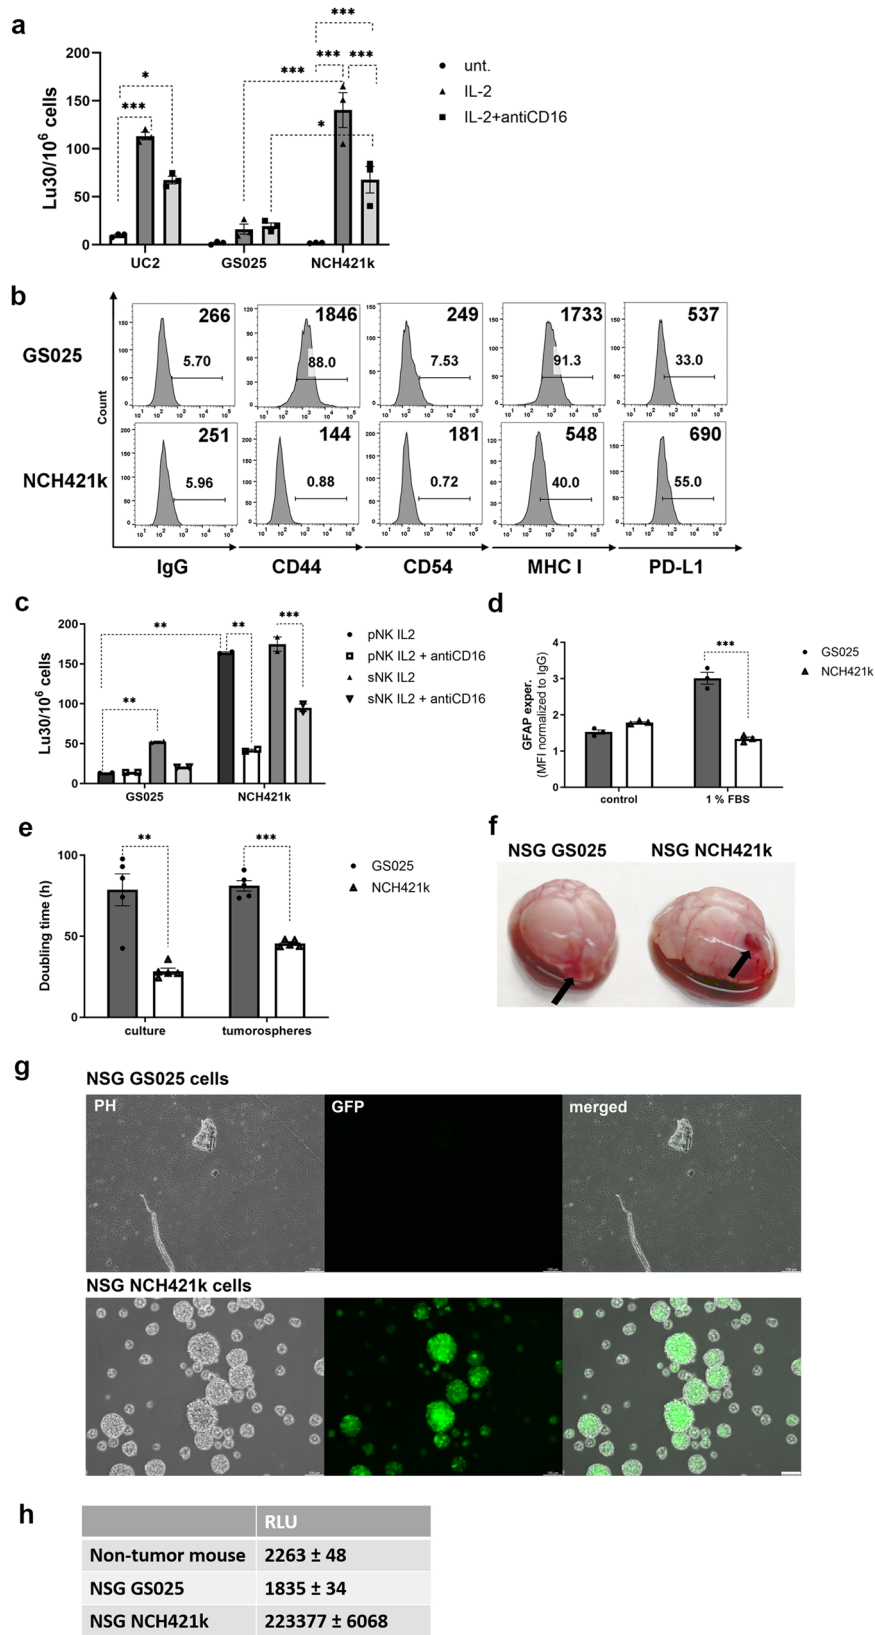 a
***
***
***
***
*
***
*
200
150
100
50
0
Lu30/10⁶ cells
UC2
GS025
NCH421k
unt.
IL-2
IL-2+antiCD16
b
GS025
266
5.70
1846
88.0
249
7.53
1733
91.3
537
33.0
Count
NCH421k
251
5.96
144
0.88
181
0.72
548
40.0
690
55.0
IgG
CD44
CD54
MHC I
PD-L1
c
200
150
100
50
0
Lu30/10⁶ cells
**
**
***
**
GS025
NCH421k
pNK IL2
pNK IL2 + antiCD16
sNK IL2
sNK IL2 + antiCD16
d
GFAP exper.
(MFI normalized to IgG)
4
3
2
1
0
***
control
1 % FBS
GS025
NCH421k
e
100
50
0
Doubling time (h)
**
***
culture
tumorospheres
GS025
NCH421k
f
NSG GS025
NSG NCH421k
g
NSG GS025 cells
PH
GFP
merged
NSG NCH421k cells
h
RLU
Non-tumor mouse
2263 ± 48
NSG GS025
1835 ± 34
NSG NCH421k
223377 ± 6068